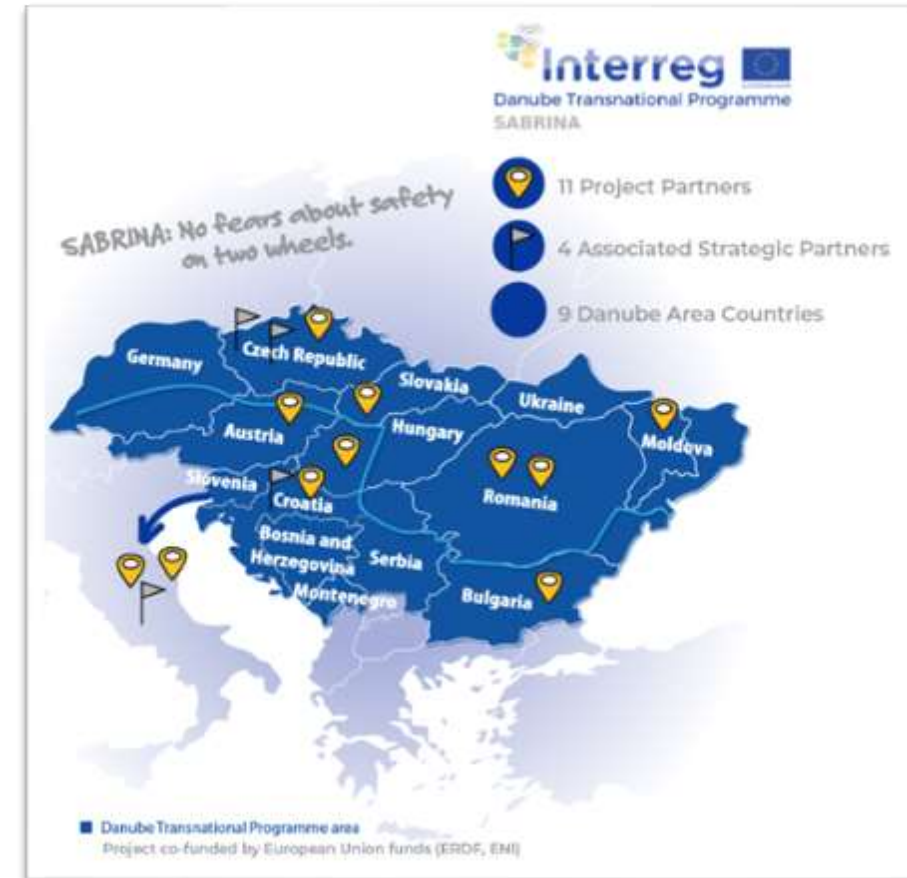 Interreg
Danube Transnational Programme
SABRINA
11 Project Partners
SABRINA: No fears about safety
on two wheels.
4 Associated Strategic Partners
9 Danube Area Countries
Germany
Czech Republic
Slovakia
Ukraine
Austria
Hungary
Moldova
Slovenia
Croatia
Romania
Bosnia and
Herzegovina
Serbia
Montenegro
Bulgaria
Danube Transnational Programme area
Project co-funded by European Union funds (ERDF, ENI)